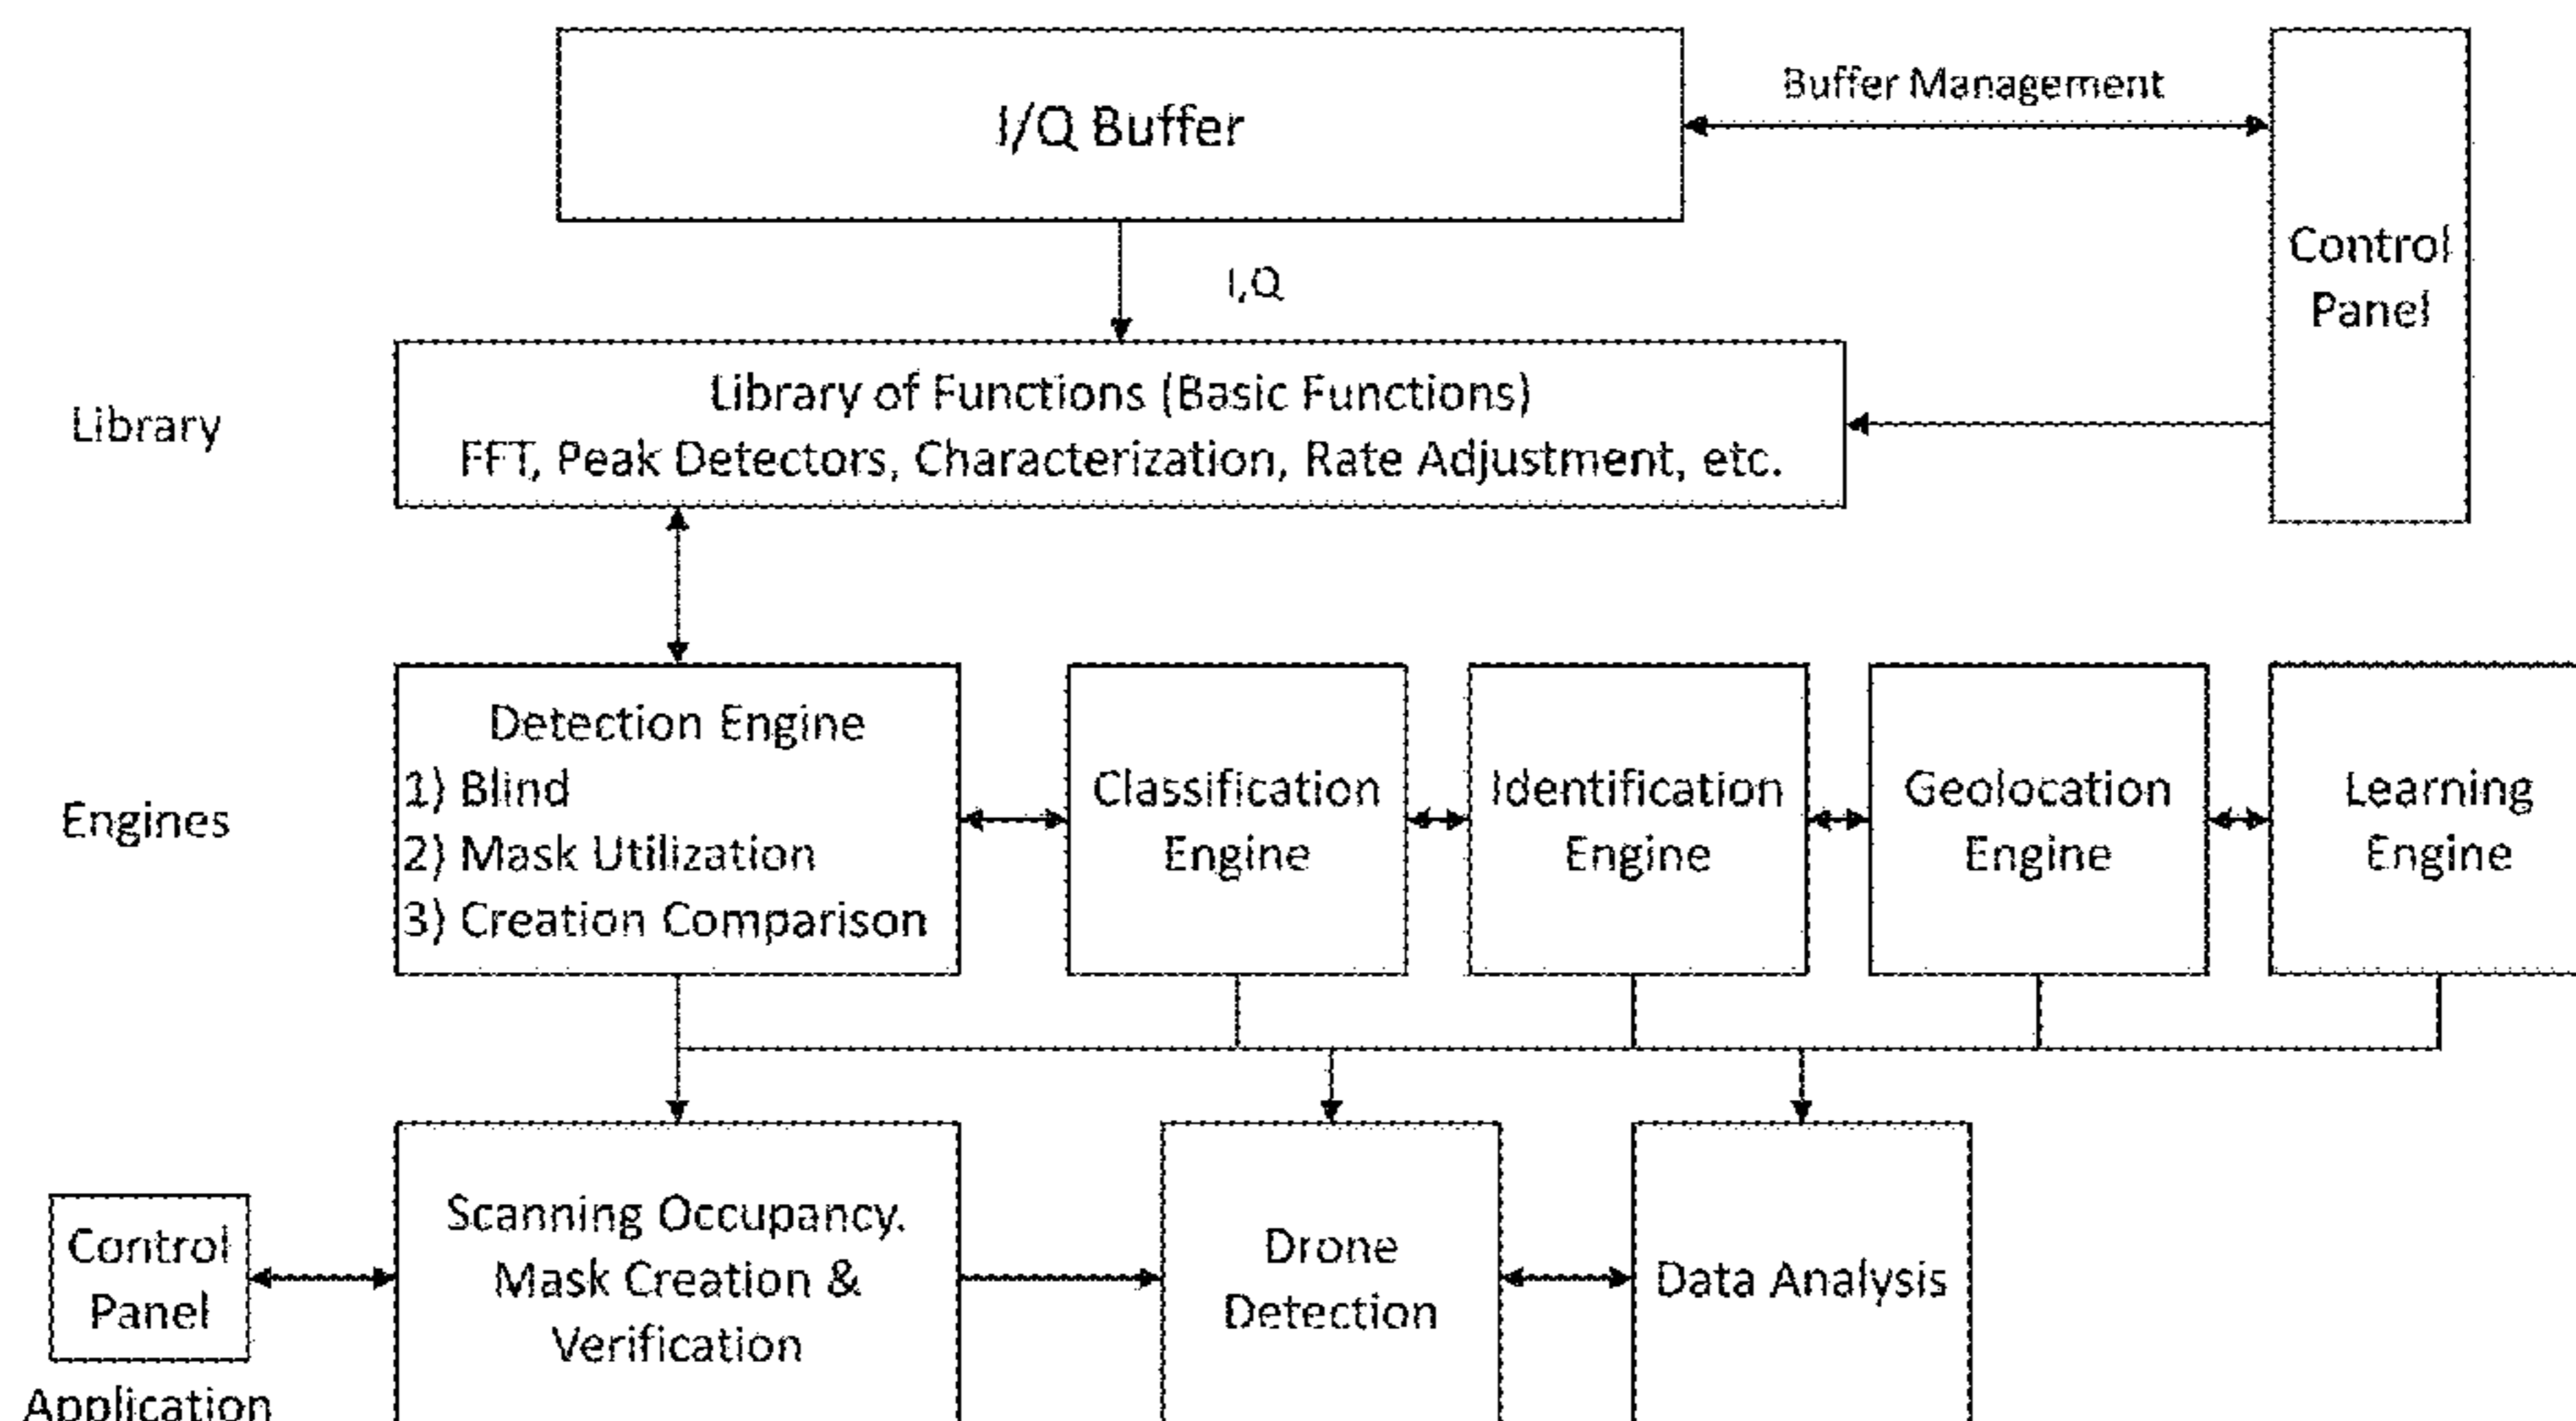 I/Q Buffer
Buffer Management
Control
Panel
I,Q
Library
Library of Functions (Basic Functions)
FFT, Peak Detectors, Characterization, Rate Adjustment, etc.
Engines
Detection Engine
1) Blind
2) Mask Utilization
3) Creation Comparison
Classification
Engine
Identification
Engine
Geolocation
Engine
Learning
Engine
Control
Panel
Application
Scanning Occupancy.
Mask Creation &
Verification
Drone
Detection
Data Analysis